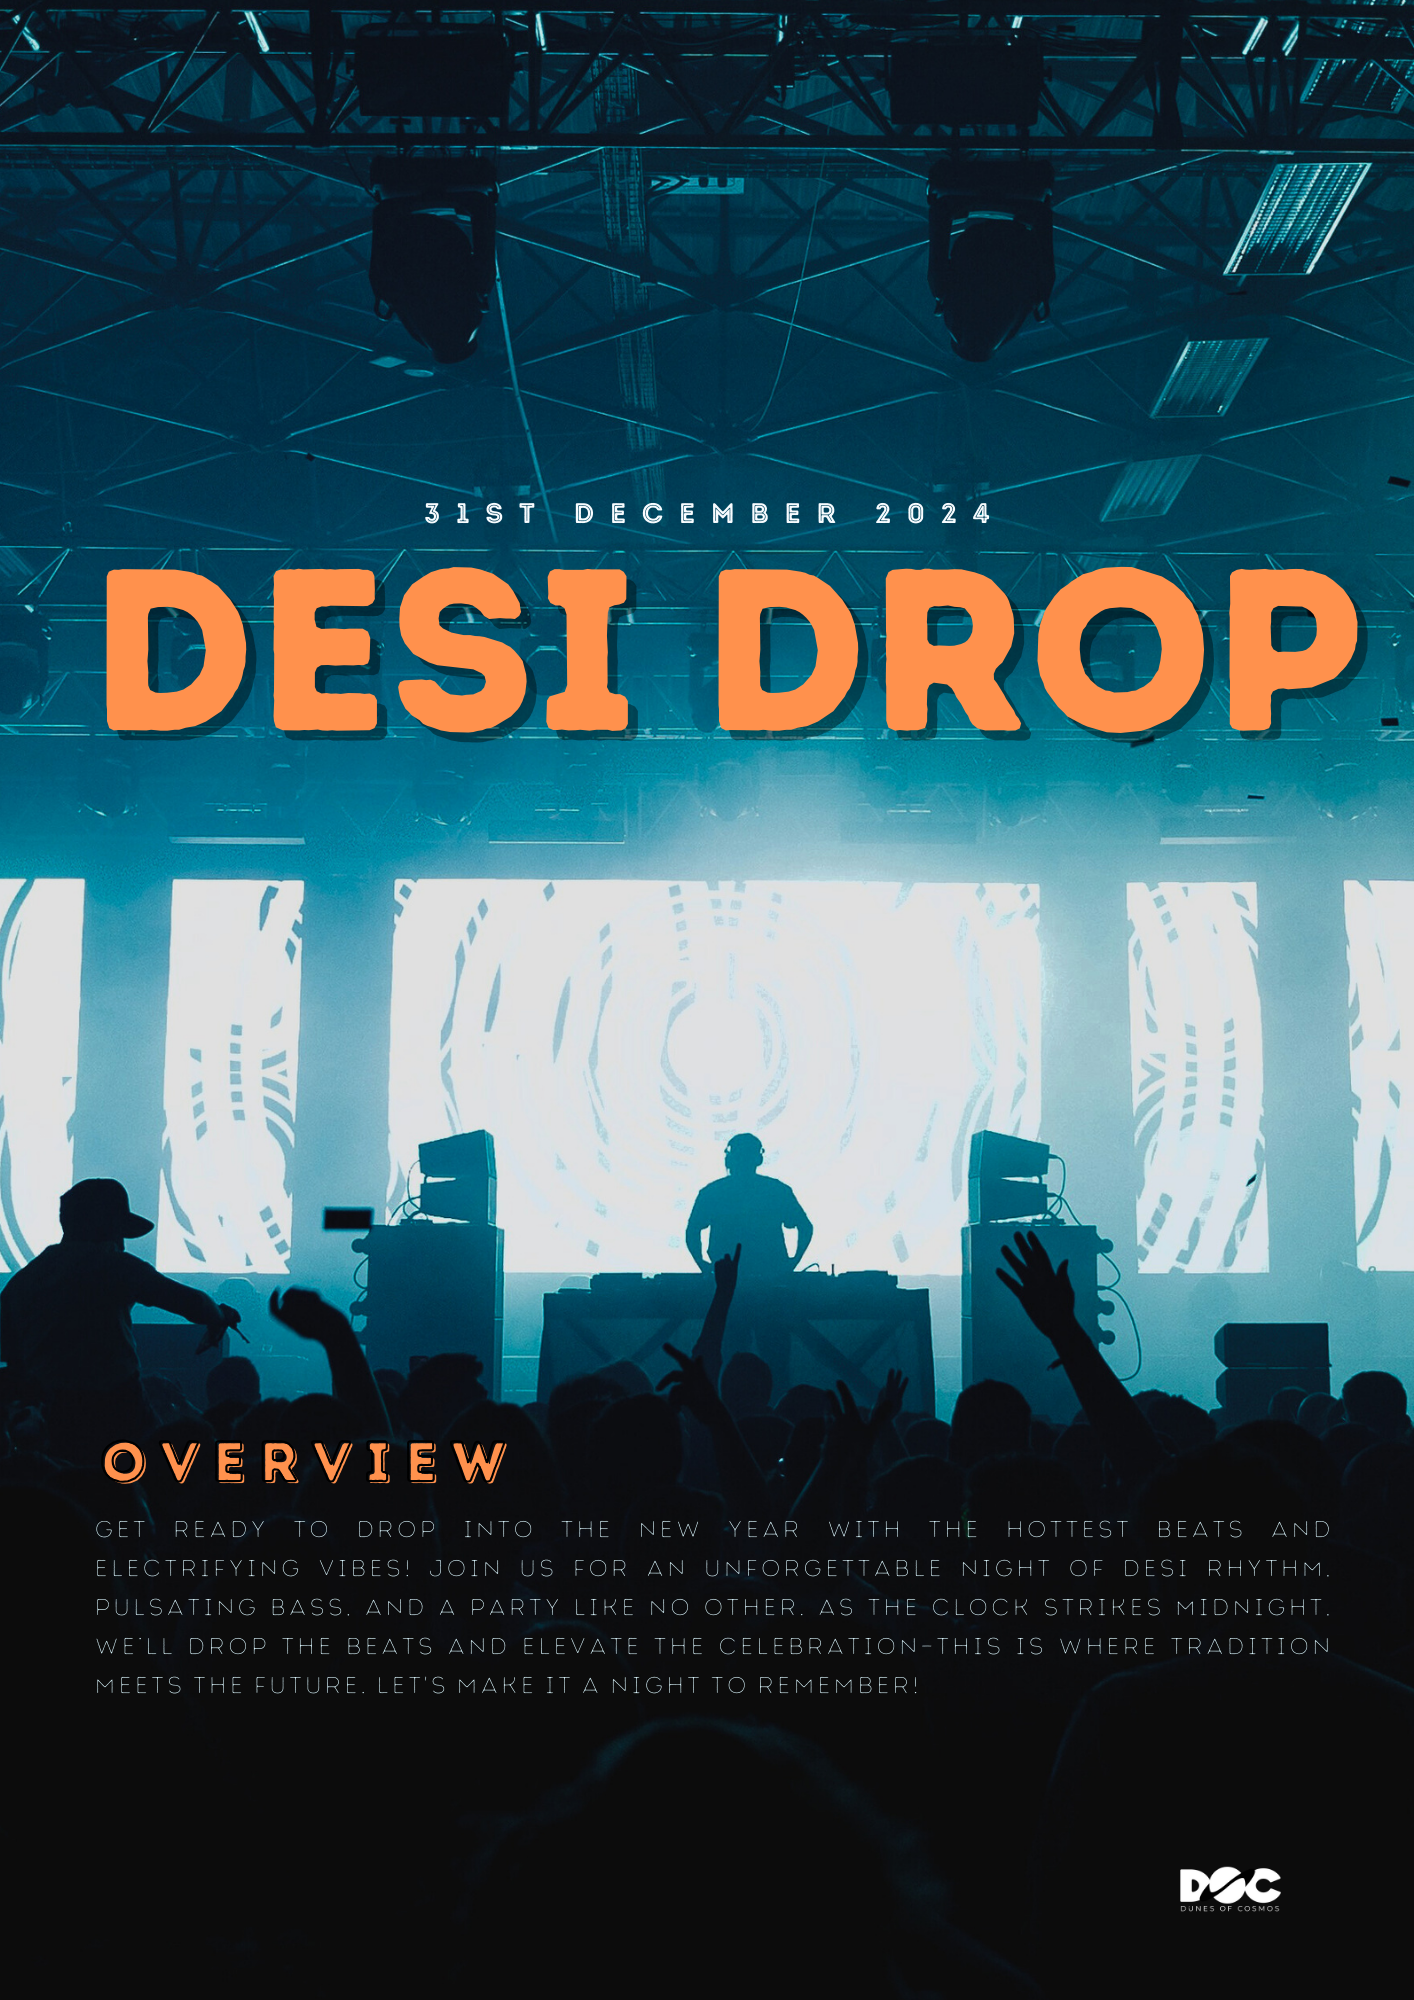 31ST DECEMBER 2024
DESI DROP
OVERVIEW
GET READY TO DROP INTO THE NEW YEAR WITH THE HOTTEST BEATS AND
ELECTRIFYING VIBES! JOIN US FOR AN UNFORGETTABLE NIGHT OF DESI RHYTHM,
PULSATING BASS, AND A PARTY LIKE NO OTHER. AS THE CLOCK STRIKES MIDNIGHT,
WE'LL DROP THE BEATS AND ELEVATE THE CELEBRATION-THIS IS WHERE TRADITION
MEETS THE FUTURE. LET'S MAKE IT A NIGHT TO REMEMBER!
DOC
DUNES OF COSMOS